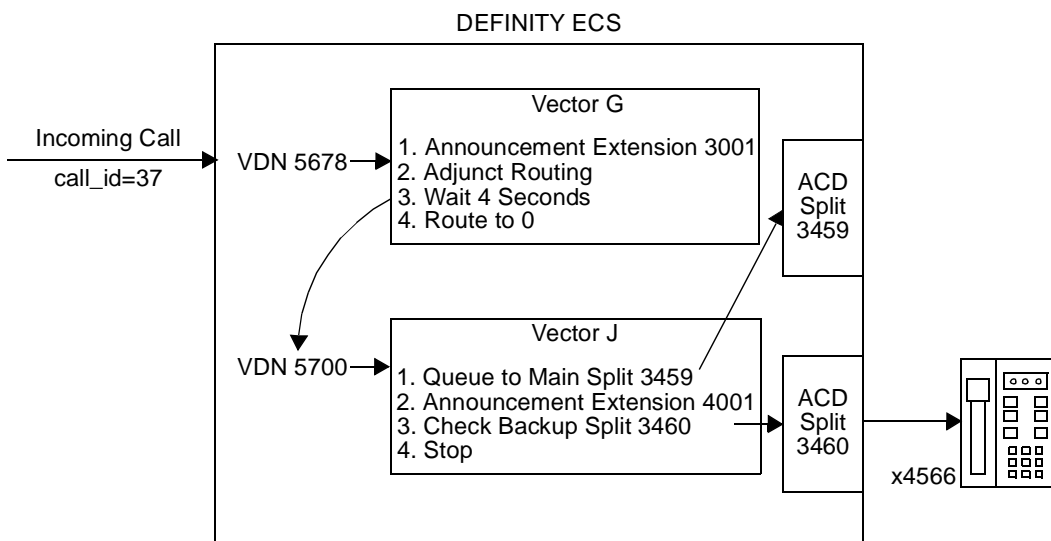 DEFINITY ECS
Incoming Call
call_id=37
VDN 5678
Vector G
1. Announcement Extension 3001
2. Adjunct Routing
3. Wait 4 Seconds
4. Route to 0
ACD
Split
3459
VDN 5700
Vector J
1. Queue to Main Split 3459
2. Announcement Extension 4001
3. Check Backup Split 3460
4. Stop
ACD
Split
3460
x4566